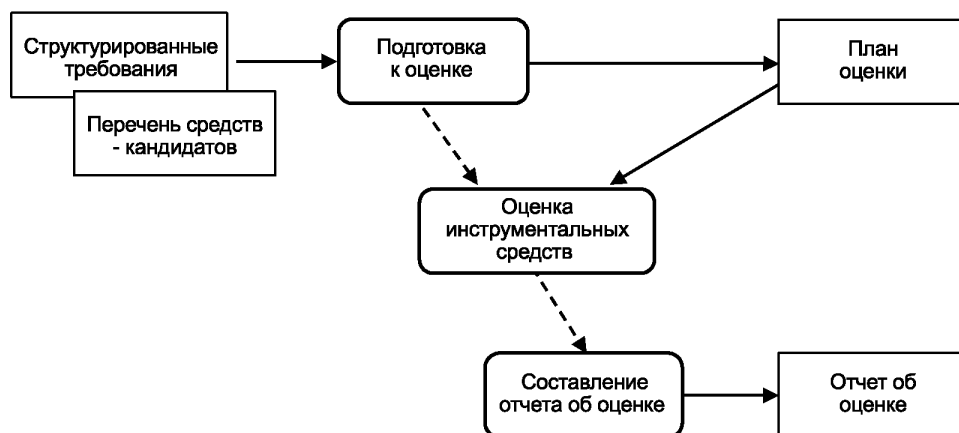 Структурированные
требования
Перечень средств
- кандидатов
Подготовка
к оценке
План
оценки
Оценка
инструментальных
средств
Составление
отчета об оценке
Отчет об
оценке